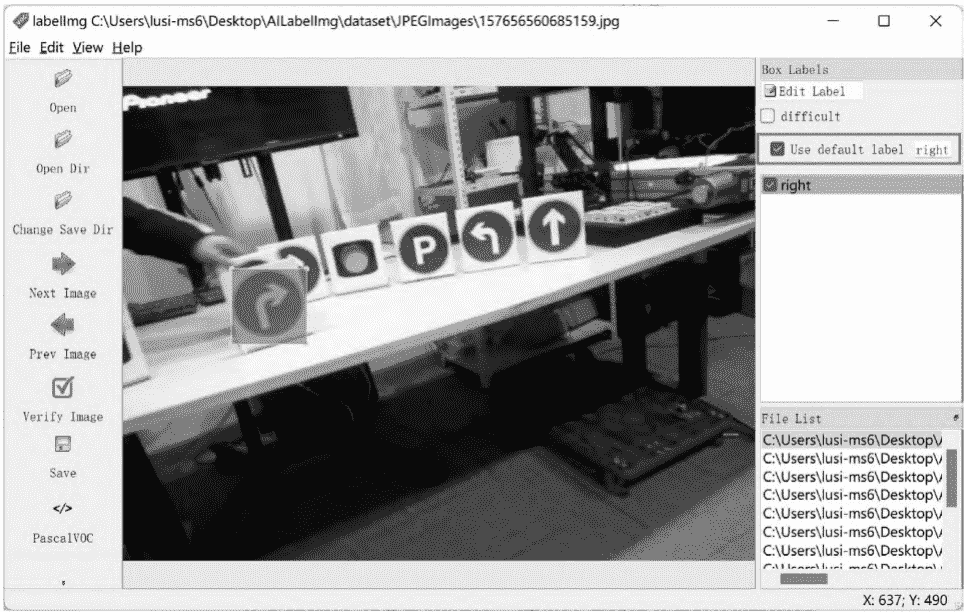 labelImg C:\Users\lusi-ms6\Desktop\AILabelImg\dataset\JPEGImages\157656560685159.jpg
File Edit View Help
Open
Open Dir
Change Save Dir
Next Image
Prev Image
Verify Image
Save
</>
PascalVOC
Pioneer
P
Box Labels
Edit Label
difficult
Use default label right
right
File List
C:\Users\lusi-ms6\Desktop\
C:\Users\lusi-ms6\Desktop\
C:\Users\lusi-ms6\Desktop\
C:\Users\lusi-ms6\Desktop\
C:\Users\lusi-ms6\Desktop\
C:\Users\lusi-ms6\Desktop\
C:\Users\lusi-ms6\Desktop\
X: 637; Y: 490